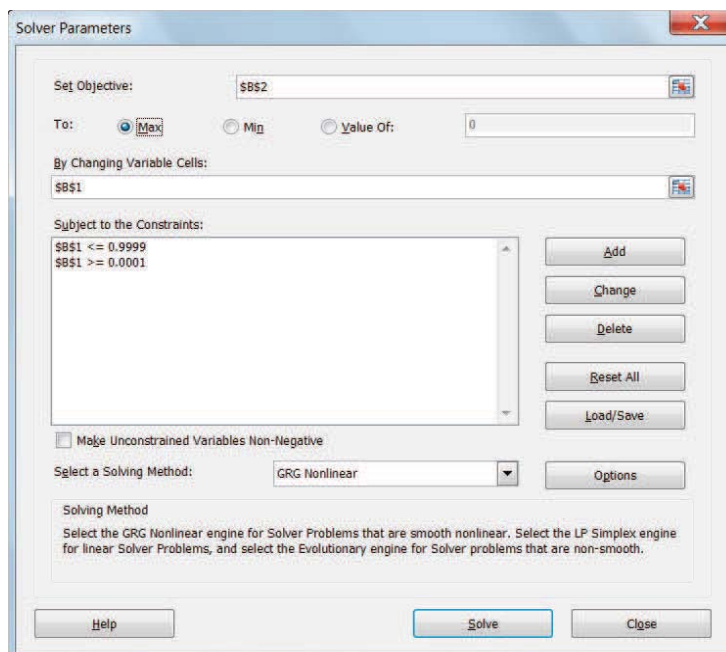 Solver Parameters
Set Objective:
$B$2
To:
Max
Min
Value Of:
0
By Changing Variable Cells:
$B$1
Subject to the Constraints:
$B$1 <= 0.9999
$B$1 >= 0.0001
Add
Change
Delete
Reset All
Load/Save
Make Unconstrained Variables Non-Negative
Select a Solving Method:
GRG Nonlinear
Options
Solving Method
Select the GRG Nonlinear engine for Solver Problems that are smooth nonlinear. Select the LP Simplex engine
for linear Solver Problems, and select the Evolutionary engine for Solver problems that are non-smooth.
Help
Solve
Close